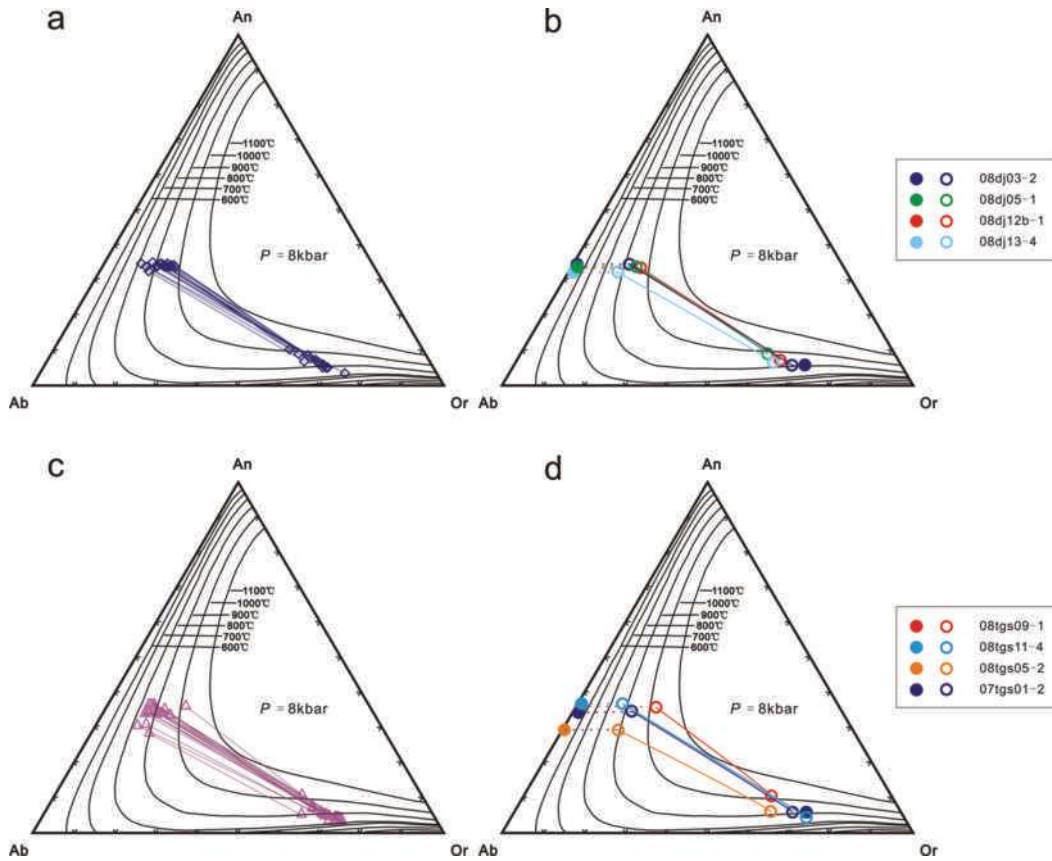 a
An
1100℃
1000℃
900℃
800℃
700℃
600℃
P = 8kbar
Ab
Or
b
An
1100℃
1000℃
900℃
800℃
700℃
600℃
P = 8kbar
Ab
Or
08dj03-2
08dj05-1
08dj12b-1
08dj13-4
c
An
1100℃
1000℃
900℃
800℃
700℃
600℃
P = 8kbar
Ab
Or
d
An
1100℃
1000℃
900℃
800℃
700℃
600℃
P = 8kbar
Ab
Or
08tgs09-1
08tgs11-4
08tgs05-2
07tgs01-2